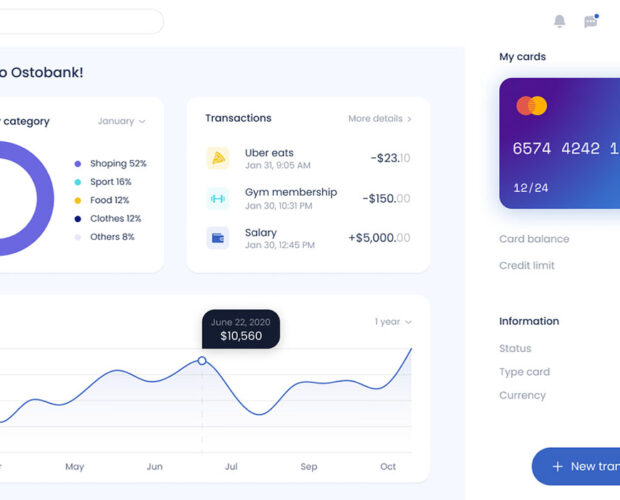 o Ostobank!
category
January
Shoping 52%
Sport 16%
Food 12%
Clothes 12%
Others 8%
Transactions
More details
Uber eats
Jan 31, 9:05 AM
-$23.10
Gym membership
Jan 30, 10:31 PM
-$150.00
Salary
Jan 30, 12:45 PM
+$5,000.00
1 year
June 22, 2020
$10,560
May
Jun
Jul
Sep
Oct
My cards
6574 4242 1
12/24
Card balance
Credit limit
Information
Status
Type card
Currency
+ New tran